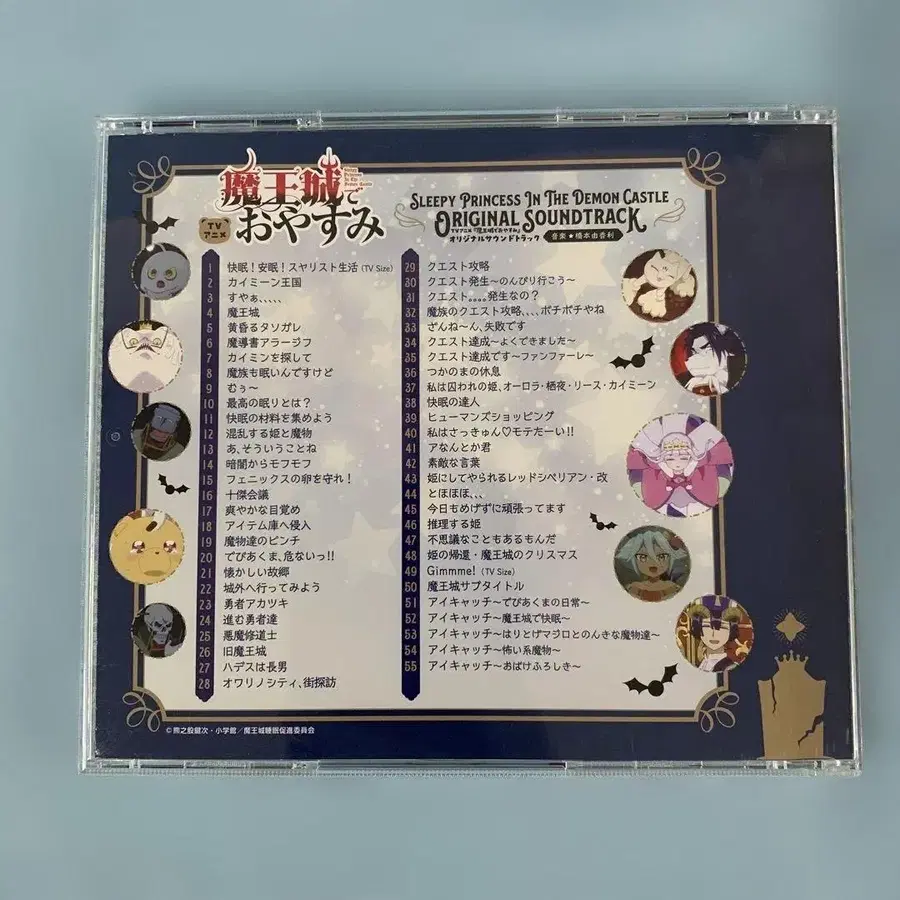 魔王城で
おやすみ
Sleepy
Princess
In The
Demon Castle
TV
アニメ
SLEEPY PRINCESS IN THE DEMON CASTLE
ORIGINAL SOUNDTRACK
TVアニメ「魔王城でおやすみ」
オリジナルサウンドトラック 音楽★橋本由香利
1 快眠!安眠!スヤリスト生活 (TV Size)
2 カイミーン王国
3 すやぁ、、、、、
4 魔王城
5 黄昏るタソガレ
6 魔導書アラージフ
7 カイミンを探して
8 魔族も眠いんですけど
9 むぅ〜
10 最高の眠りとは?
11 快眠の材料を集めよう
12 混乱する姫と魔物
13 あ、そういうことね
14 暗闇からモフモフ
15 フェニックスの卵を守れ!
16 十傑会議
17 爽やかな目覚め
18 アイテム庫へ侵入
19 魔物達のピンチ
20 でびあくま、危ないっ!!
21 懐かしい故郷
22 城外へ行ってみよう
23 勇者アカツキ
24 進む勇者達
25 悪魔修道士
26 旧魔王城
27 ハデスは長男
28 オワリノシティ、街探訪
29 クエスト攻略
30 クエスト発生〜のんびり行こう〜
31 クエスト。。。。発生なの?
32 魔族のクエスト攻略、、、、ボチボチやね
33 ざんね〜ん、失敗です
34 クエスト達成〜よくできました〜
35 クエスト達成です〜ファンファーレ〜
36 つかのまの休息
37 私は囚われの姫、オーロラ・栖夜・リース・カイミーン
38 快眠の達人
39 ヒューマンズショッピング
40 私はさっきゅん♡モテたーい!!
41 アなんとか君
42 素敵な言葉
43 姫にしてやられるレッドシベリアン・改
44 とほほほ、、、
45 今日もめげずに頑張ってます
46 推理する姫
47 不思議なこともあるもんだ
48 姫の帰還・魔王城のクリスマス
49 Gimmme! (TV Size)
50 魔王城サブタイトル
51 アイキャッチ〜でびあくまの日常〜
52 アイキャッチ〜魔王城で快眠〜
53 アイキャッチ〜はりとげマジロとのんきな魔物達〜
54 アイキャッチ〜怖い系魔物〜
55 アイキャッチ〜おばけふろしき〜
© 熊之股鍵次・小学館/魔王城睡眠促進委員会